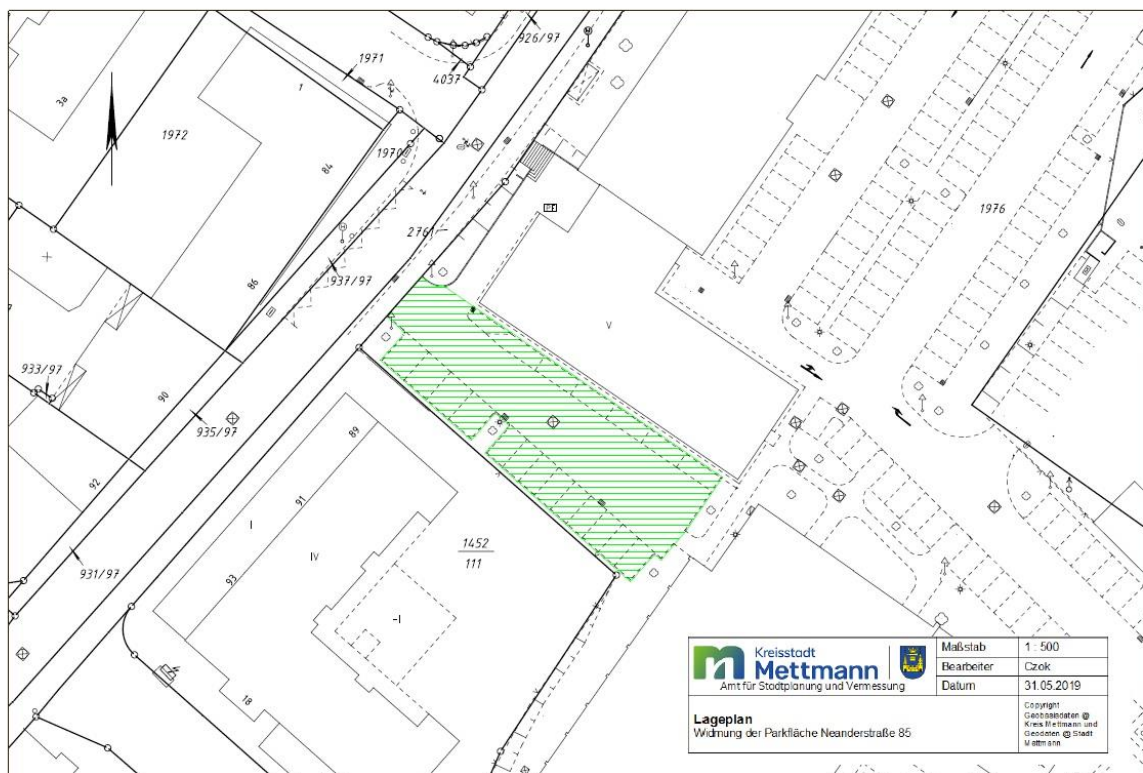 926/97
1971
4037
3a
1
1972
1970
84
1976
PE
2761
86
937/97
V
933/97
90
935/97
89
92
91
I
IV
1452
111
931/97
93
-I
18
Kreisstadt
Mettmann
Amt für Stadtplanung und Vermessung
Maßstab 1 : 500
Bearbeiter Czok
Datum 31.05.2019
Lageplan
Widmung der Parkfläche Neanderstraße 85
Copyright
Geobasisdaten @
Kreis Mettmann und
Geodaten @ Stadt
Mettmann